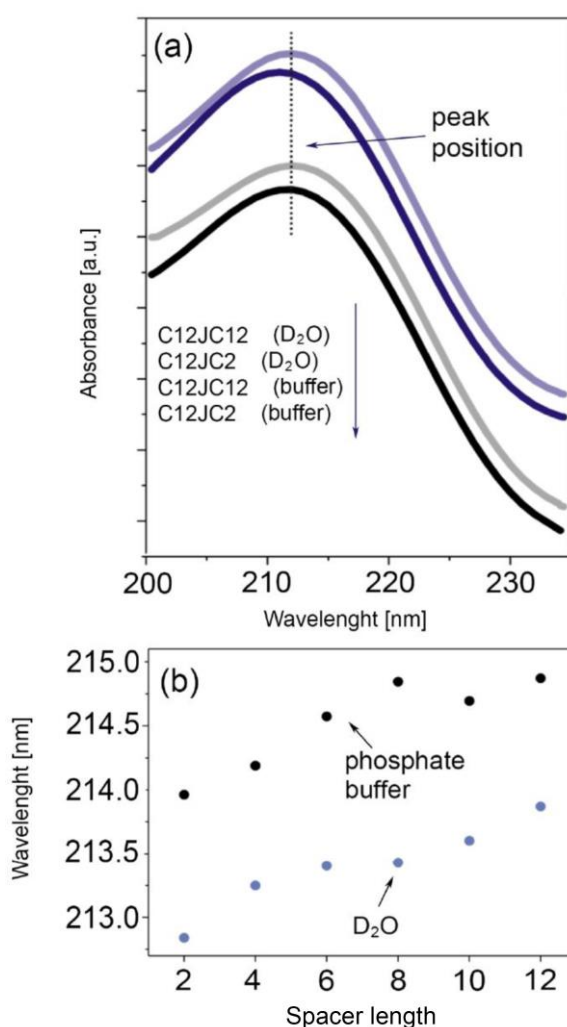 (a)
peak
position
Absorbance [a.u.]
C12JC12 (D₂O)
C12JC2 (D₂O)
C12JC12 (buffer)
C12JC2 (buffer)
200 210 220 230
Wavelenght [nm]
(b)
215.0
214.5
214.0
213.5
213.0
Wavelenght [nm]
phosphate
buffer
D₂O
2 4 6 8 10 12
Spacer length